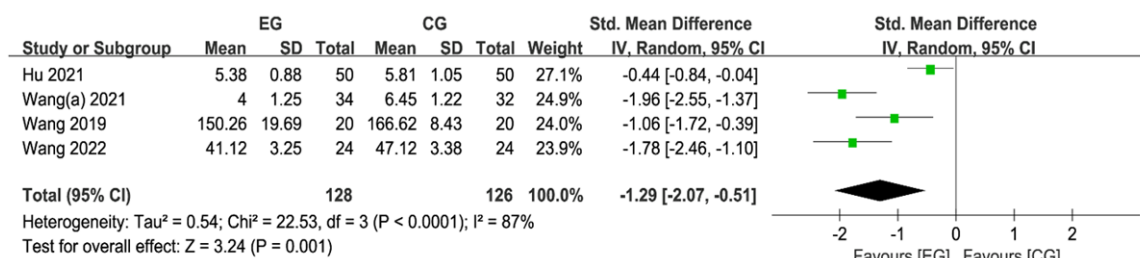 EG CG Std. Mean Difference Std. Mean Difference
Study or Subgroup Mean SD Total Mean SD Total Weight IV, Random, 95% CI IV, Random, 95% CI
Hu 2021 5.38 0.88 50 5.81 1.05 50 27.1% -0.44 [-0.84, -0.04]
Wang(a) 2021 4 1.25 34 6.45 1.22 32 24.9% -1.96 [-2.55, -1.37]
Wang 2019 150.26 19.69 20 166.62 8.43 20 24.0% -1.06 [-1.72, -0.39]
Wang 2022 41.12 3.25 24 47.12 3.38 24 23.9% -1.78 [-2.46, -1.10]
Total (95% CI) 128 126 100.0% -1.29 [-2.07, -0.51]
Heterogeneity: Tau² = 0.54; Chi² = 22.53, df = 3 (P < 0.0001); I² = 87%
Test for overall effect: Z = 3.24 (P = 0.001)
-2 -1 0 1 2
Favours [EG] Favours [CG]